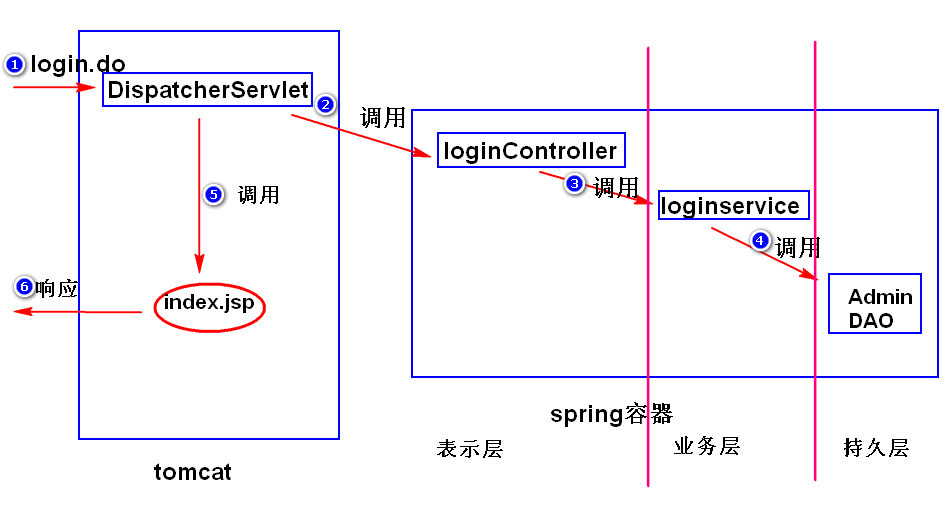 1 login.do
DispatcherServlet
2 调用
loginController
3 调用
loginservice
4 调用
Admin
DAO
5 调用
index.jsp
6 响应
spring容器
表示层
业务层
持久层
tomcat